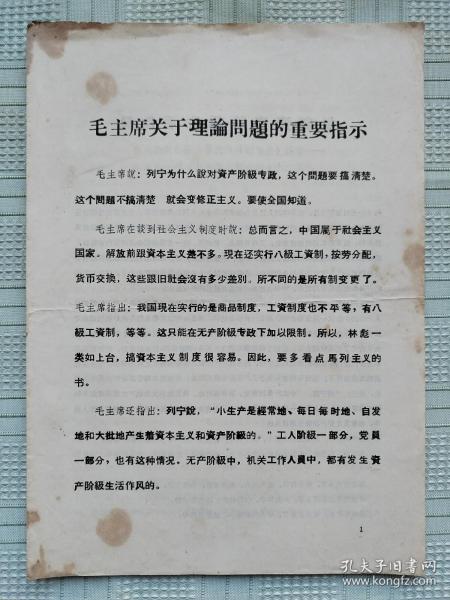 毛主席关于理論問題的重要指示
毛主席說：列宁为什么說对資产阶級专政，这个問題要搞清楚。
这个問題不搞清楚 就会变修正主义。要使全国知道。
毛主席在談到社会主义制度时說：总而言之，中国属于社会主义
国家。解放前跟資本主义差不多。現在还实行八級工資制，按劳分配，
货币交換，这些跟旧社会沒有多少差別。所不同的是所有制变更了。
毛主席指出：我国現在实行的是商品制度，工資制度也不平等，有八
級工資制，等等。这只能在无产阶級专政下加以限制。所以，林彪一
类如上台，搞資本主义制度很容易。因此，要多看点馬列主义的
书。
毛主席还指出：列宁說，“小生产是經常地、每日每时地、自发
地和大批地产生着資本主义和資产阶級的。”工人阶級一部分，党員
一部分，也有这种情况。无产阶級中，机关工作人員中，都有发生資
产阶級生活作风的。
1
孔夫子旧书网
www.kongfz.com